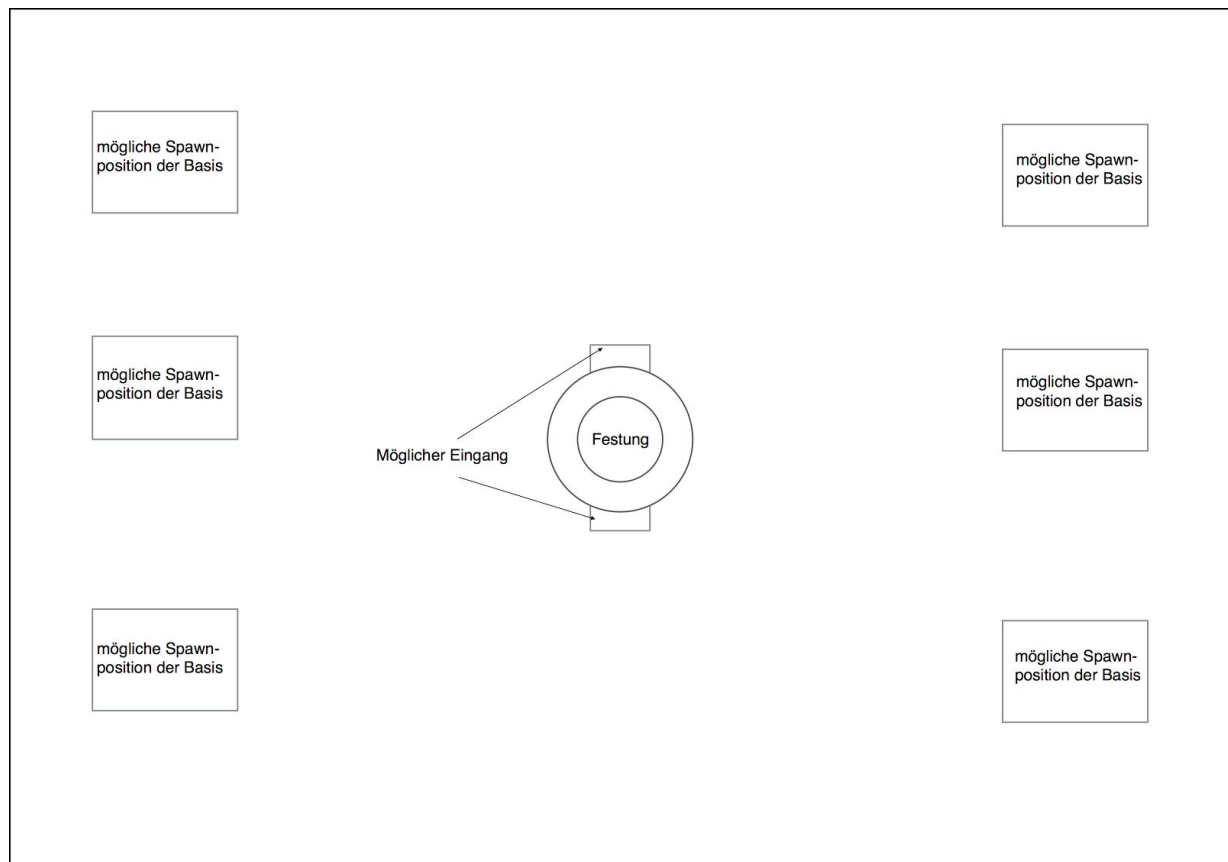 mögliche Spawn-
position der Basis
mögliche Spawn-
position der Basis
mögliche Spawn-
position der Basis
mögliche Spawn-
position der Basis
Festung
Möglicher Eingang
mögliche Spawn-
position der Basis
mögliche Spawn-
position der Basis